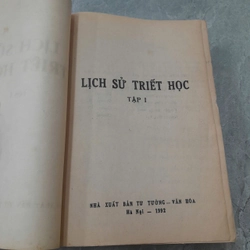 LỊCH SỬ TRIẾT HỌC
TẬP I
NHÀ XUẤT BẢN TƯ TƯỞNG – VĂN HÓA
Hà Nội – 1992